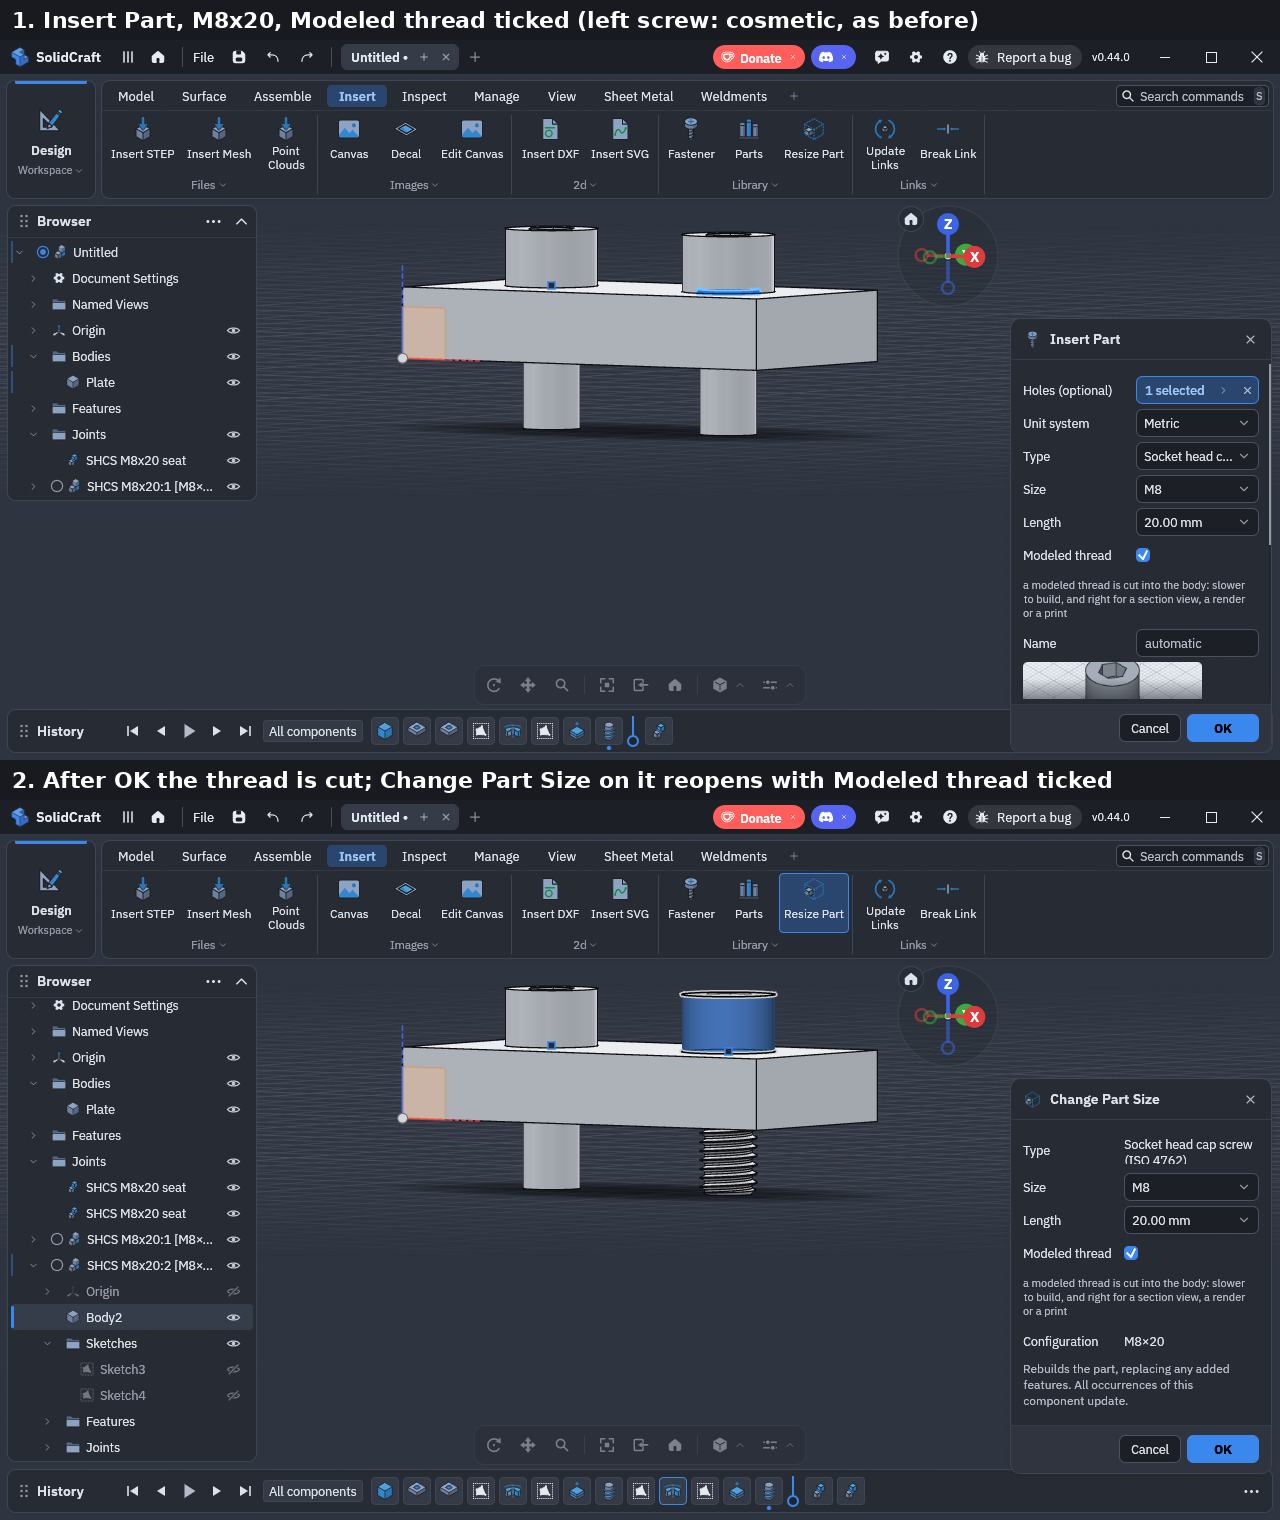 1. Insert Part, M8x20, Modeled thread ticked (left screw: cosmetic, as before)
SolidCraft
File
Untitled •
Donate
Report a bug
v0.44.0
Design
Workspace
Model Surface Assemble Insert Inspect Manage View Sheet Metal Weldments
Search commands S
Insert STEP Insert Mesh Point Clouds Canvas Decal Edit Canvas Insert DXF Insert SVG Fastener Parts Resize Part Update Links Break Link
Files Images 2d Library Links
Browser
Untitled
Document Settings
Named Views
Origin
Bodies
Plate
Features
Joints
SHCS M8x20 seat
SHCS M8x20:1 [M8×...
Z
X
Insert Part
Holes (optional) 1 selected
Unit system Metric
Type Socket head c...
Size M8
Length 20.00 mm
Modeled thread
a modeled thread is cut into the body: slower
to build, and right for a section view, a render
or a print
Name automatic
Cancel OK
History All components
2. After OK the thread is cut; Change Part Size on it reopens with Modeled thread ticked
SolidCraft
File
Untitled •
Donate
Report a bug
v0.44.0
Design
Workspace
Model Surface Assemble Insert Inspect Manage View Sheet Metal Weldments
Search commands S
Insert STEP Insert Mesh Point Clouds Canvas Decal Edit Canvas Insert DXF Insert SVG Fastener Parts Resize Part Update Links Break Link
Files Images 2d Library Links
Browser
Document Settings
Named Views
Origin
Bodies
Plate
Features
Joints
SHCS M8x20 seat
SHCS M8x20 seat
SHCS M8x20:1 [M8×...
SHCS M8x20:2 [M8×...
Origin
Body2
Sketches
Sketch3
Sketch4
Features
Joints
Z
X
Change Part Size
Type Socket head cap screw
(ISO 4762)
Size M8
Length 20.00 mm
Modeled thread
a modeled thread is cut into the body: slower
to build, and right for a section view, a render
or a print
Configuration M8×20
Rebuilds the part, replacing any added
features. All occurrences of this
component update.
Cancel OK
History All components